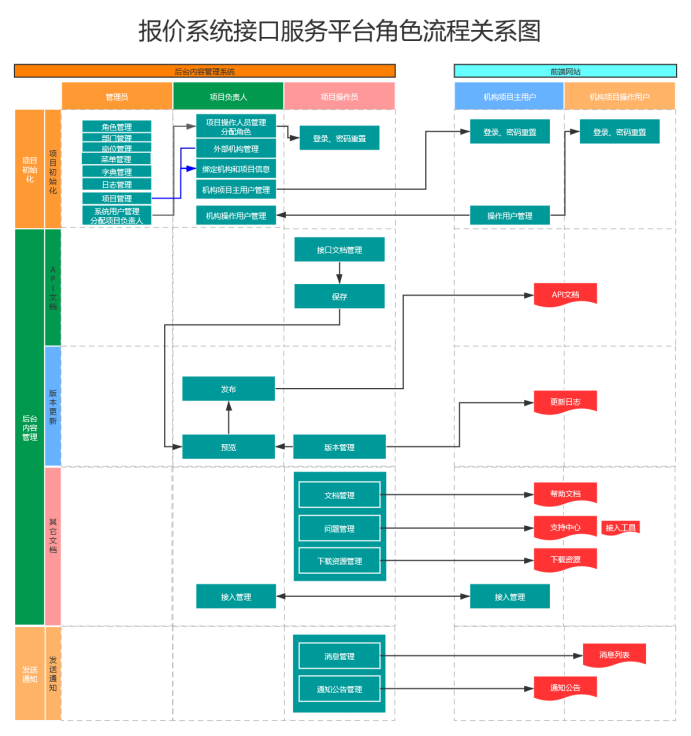 报价系统接口服务平台角色流程关系图
后台内容管理系统
前端网站
管理员
项目负责人
项目操作员
机构项目主用户
机构项目操作用户
项目
初始
化
项
目
初
始
化
角色管理
部门管理
岗位管理
菜单管理
字典管理
日志管理
项目管理
系统用户管理
分配项目负责人
项目操作人员管理
分配角色
外部机构管理
绑定机构和项目信息
机构项目主用户管理
机构操作用户管理
登录、密码重置
登录、密码重置
登录、密码重置
操作用户管理
后台
内容
管理
A
P
I
文
档
接口文档管理
保存
API文档
版
本
更
新
发布
预览
版本管理
更新日志
其
它
文
档
文档管理
问题管理
下载资源管理
帮助文档
支持中心
接入工具
下载资源
接入管理
接入管理
发送
通知
发
送
通
知
消息管理
通知公告管理
消息列表
通知公告